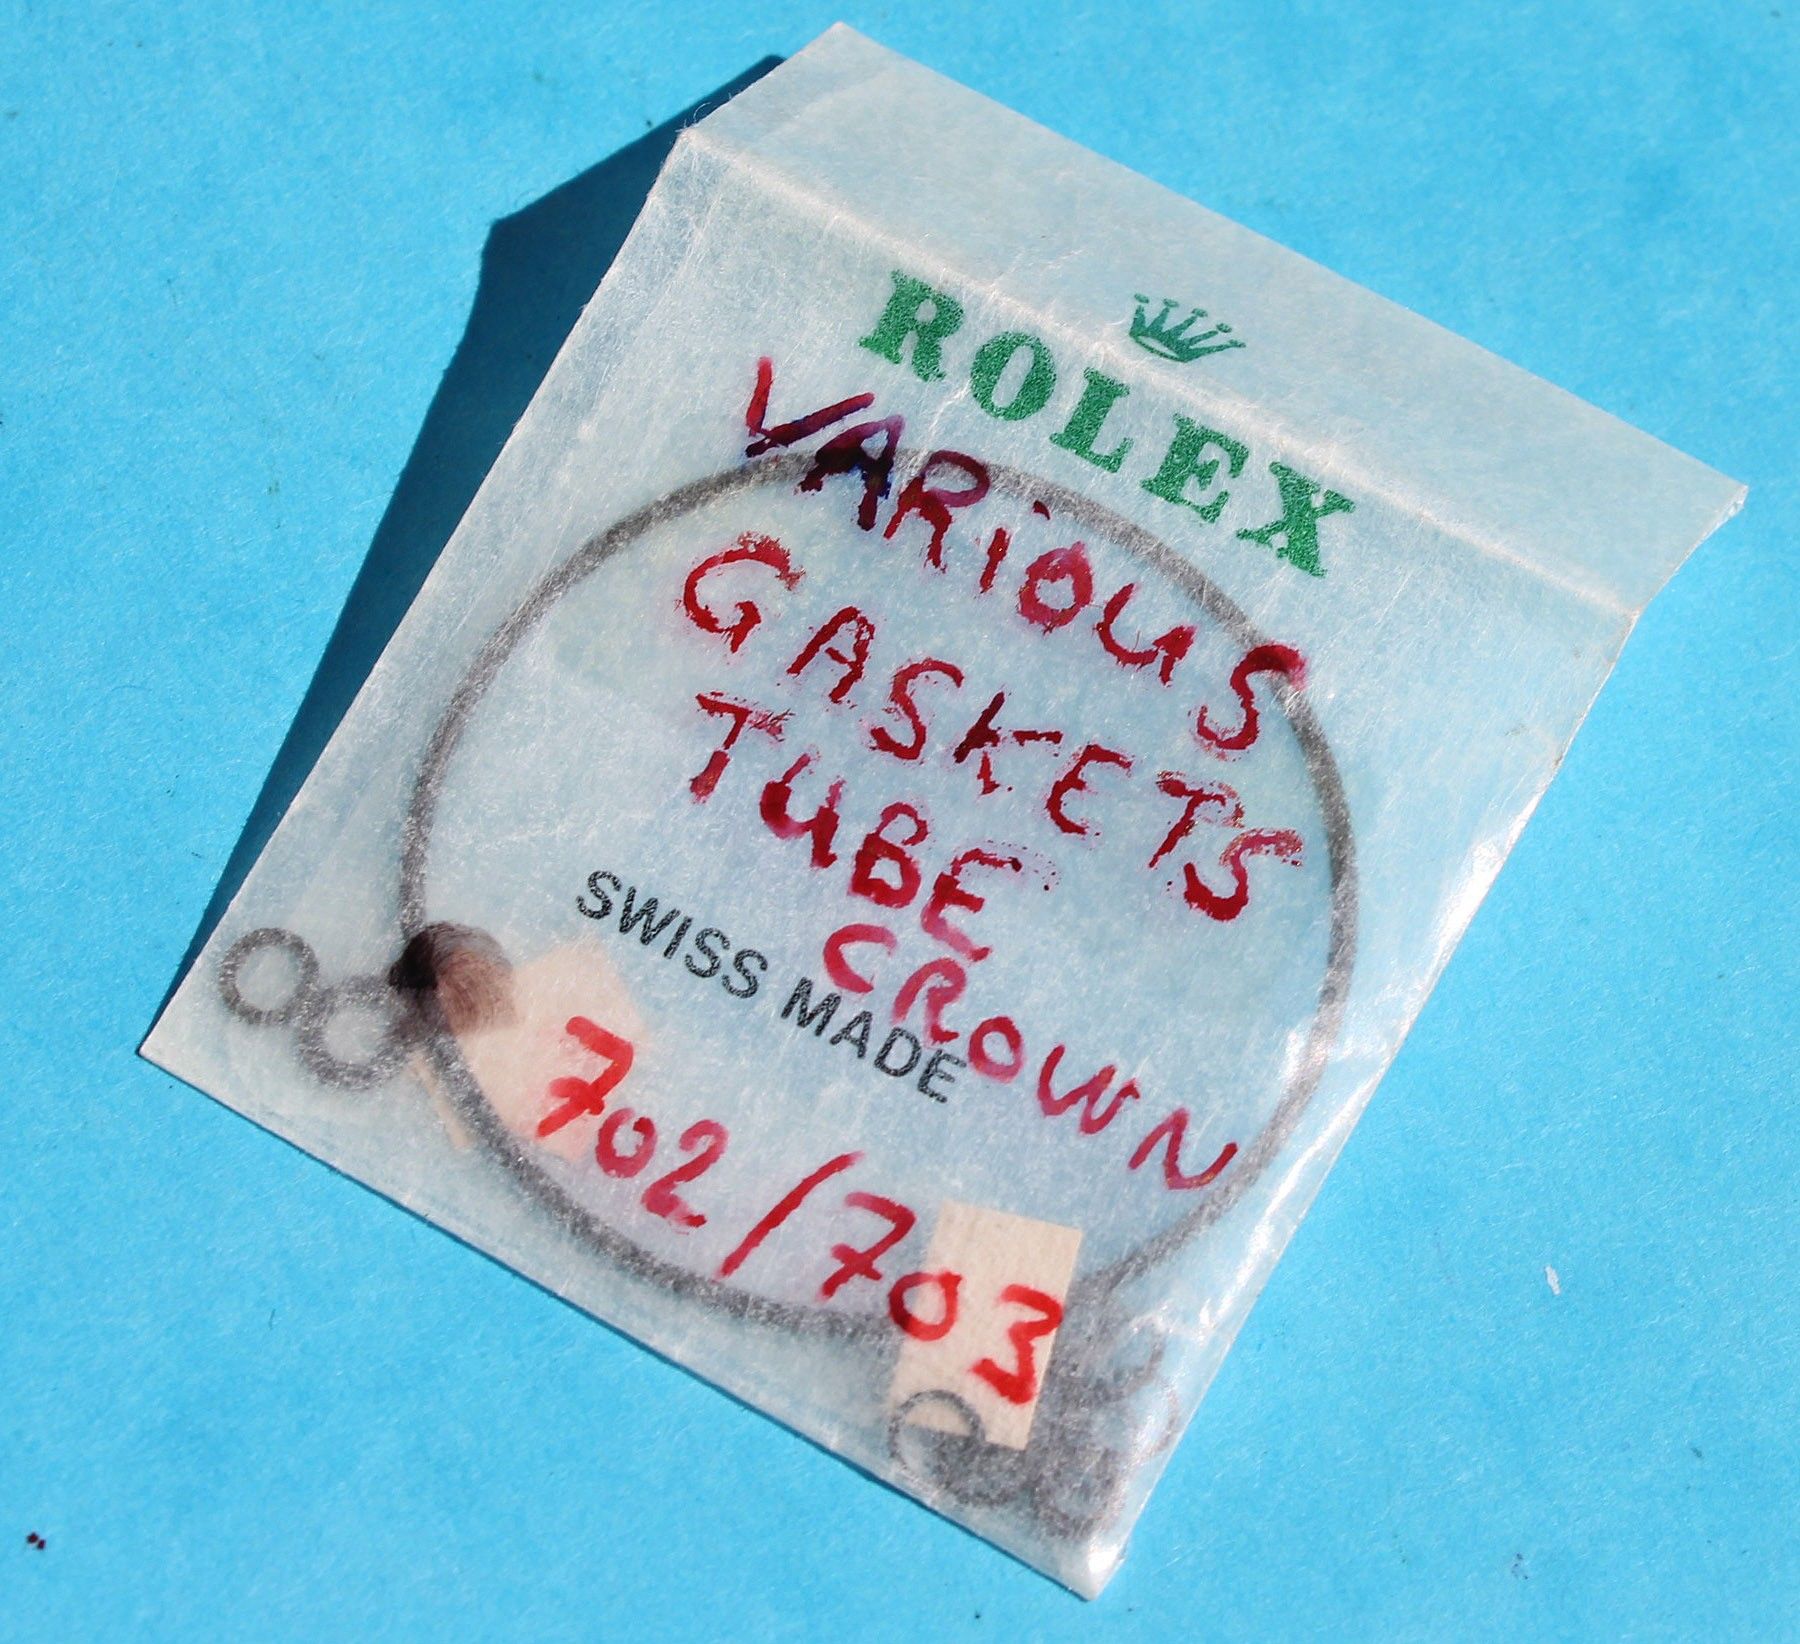 ROLEX
VARIOUS
GASKETS
TUBE
CROWN
SWISS MADE
702/703